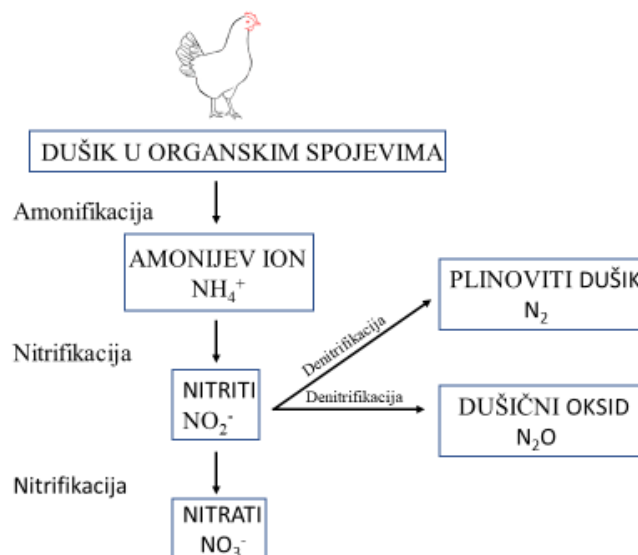 DUŠIK U ORGANSKIM SPOJEVIMA
Amonifikacija
AMONIJEV ION
NH₄⁺
PLINOVITI DUŠIK
N₂
Denitrifikacija
Nitrifikacija
NITRITI
NO₂⁻
Denitrifikacija
DUŠIČNI OKSID
N₂O
Nitrifikacija
NITRATI
NO₃⁻